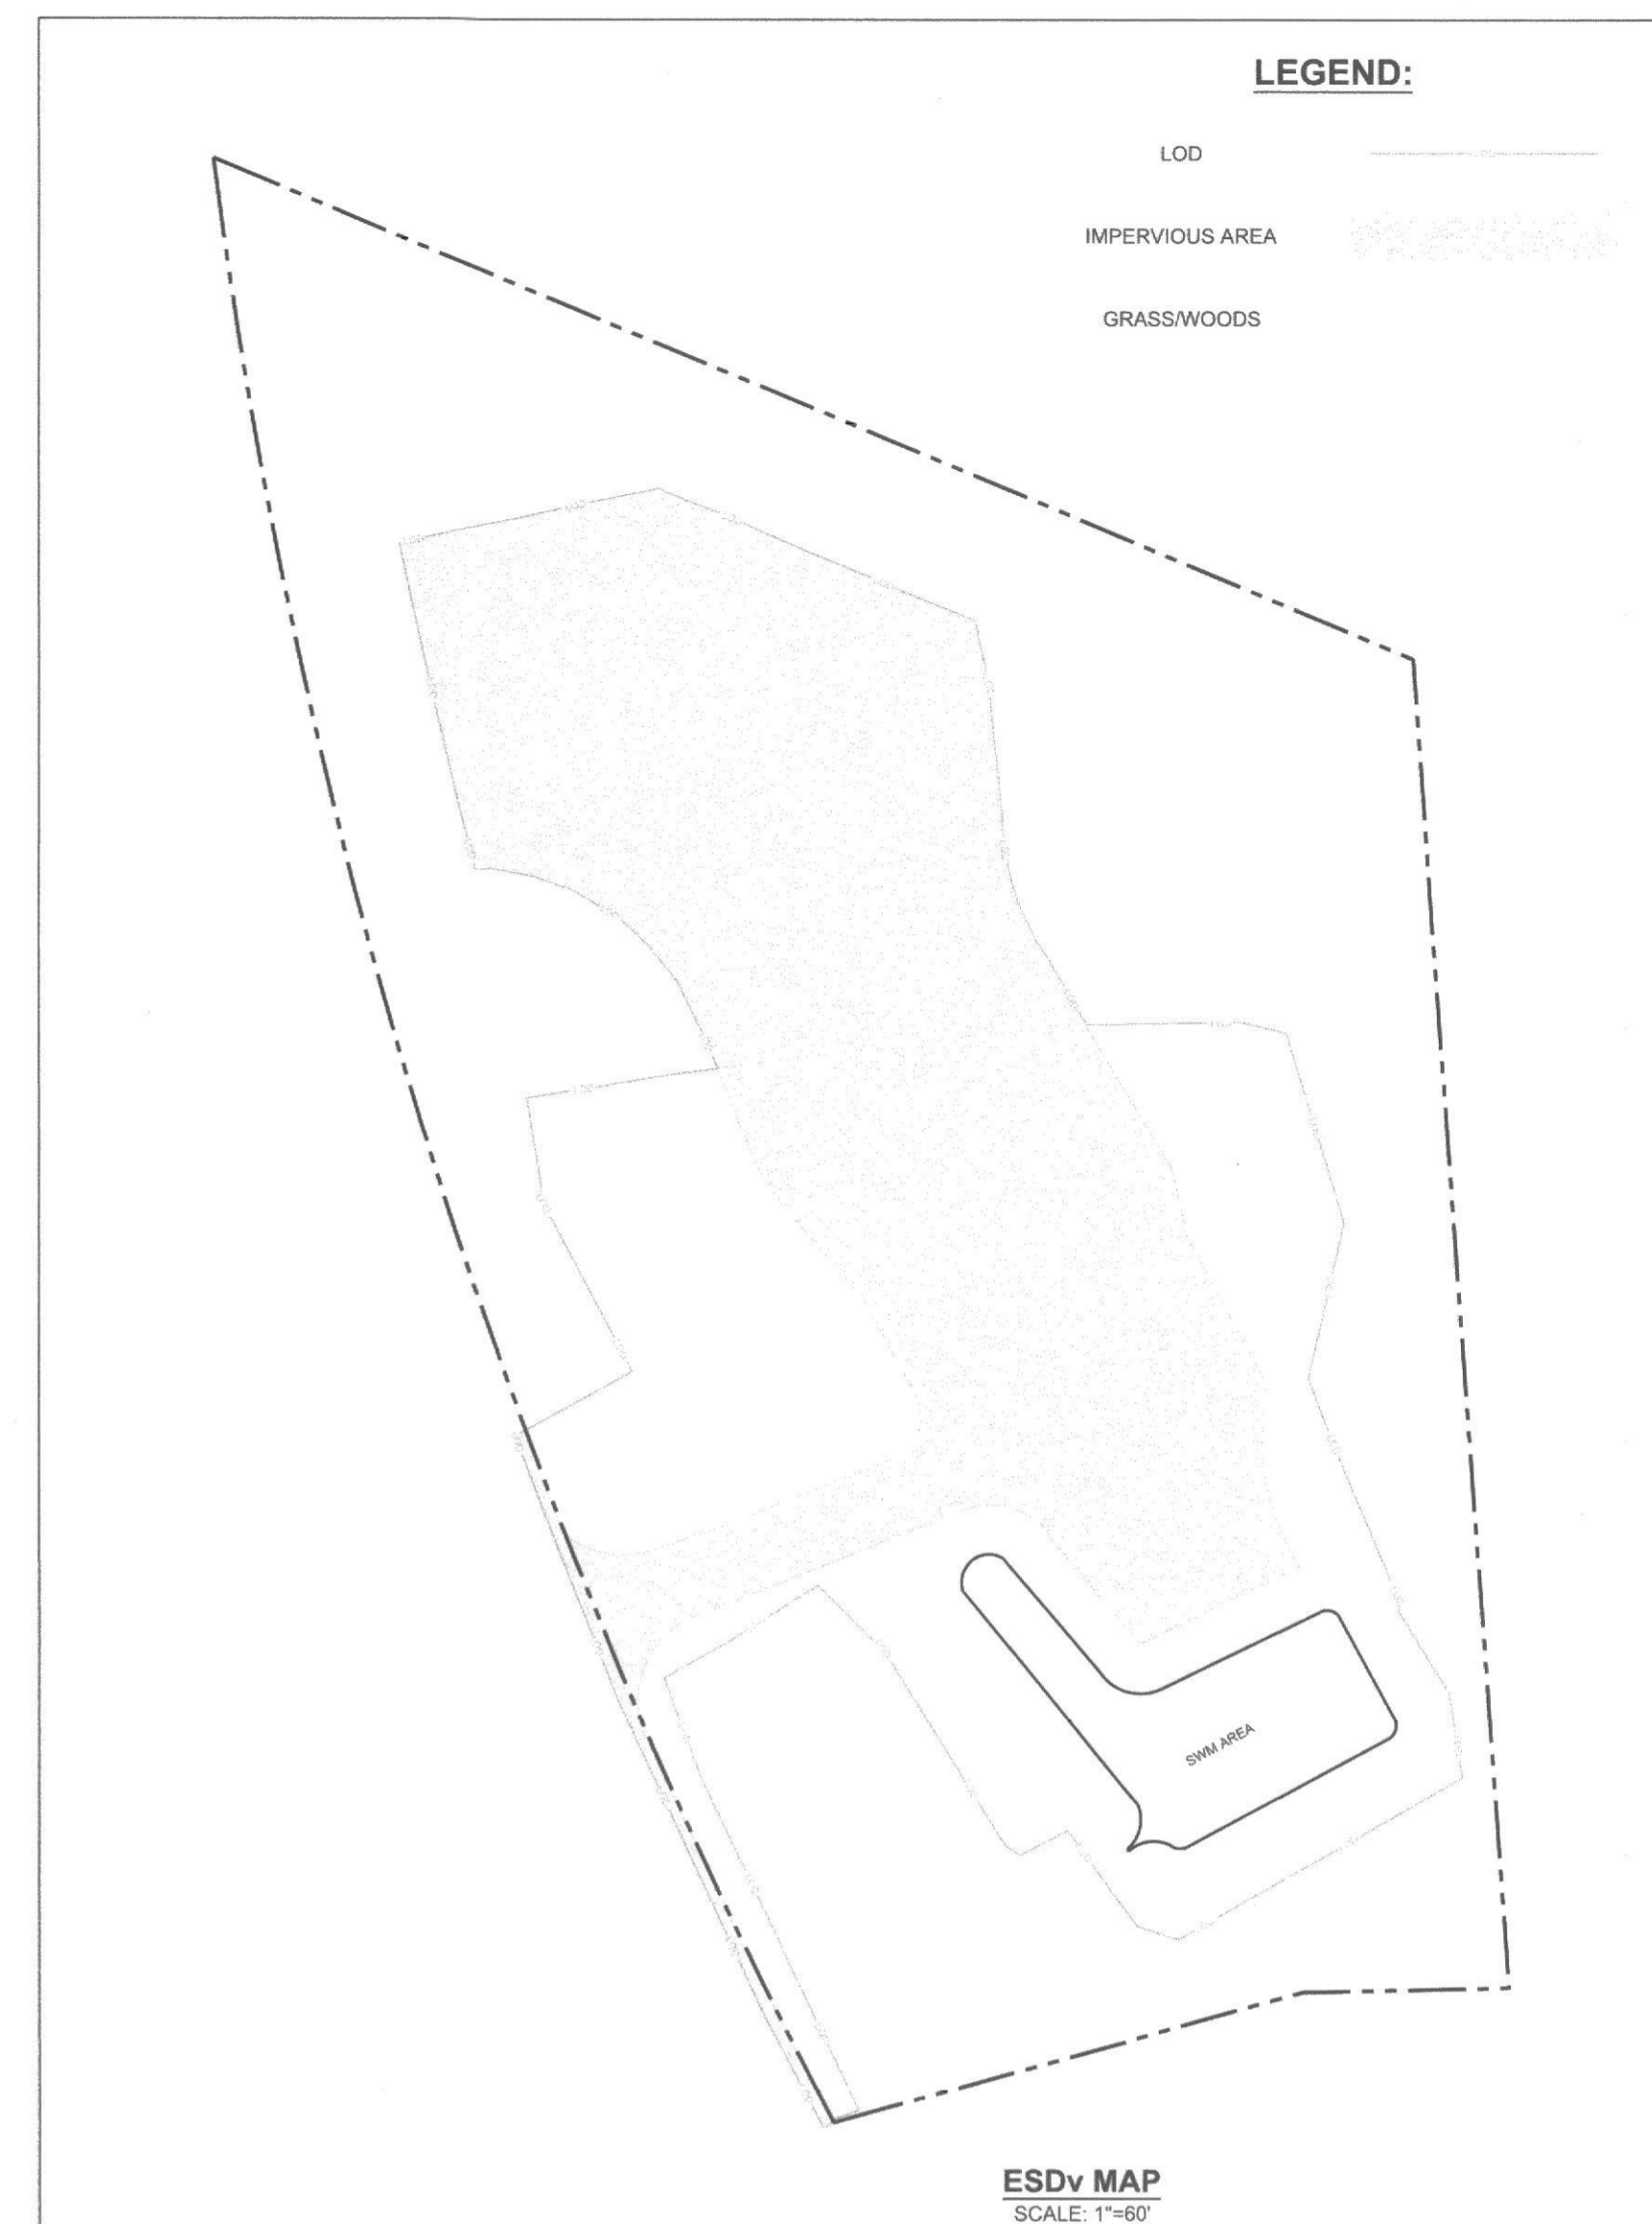 LEGEND:
LOD
IMPERVIOUS AREA
GRASS/WOODS
SWM AREA
ESDv MAP
SCALE: 1"=60'